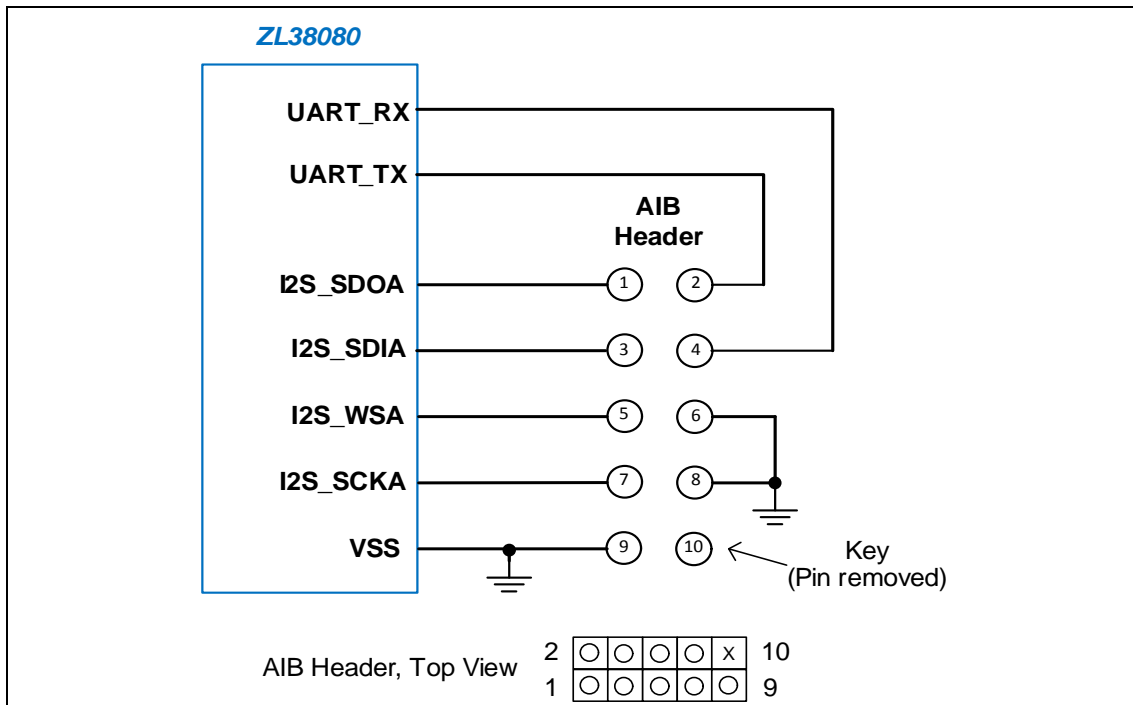 ZL38080
UART_RX
UART_TX
AIB
Header
I2S_SDOA 1 2
I2S_SDIA 3 4
I2S_WSA 5 6
I2S_SCKA 7 8
VSS 9 10
Key
(Pin removed)
AIB Header, Top View
2 X 10
1 9